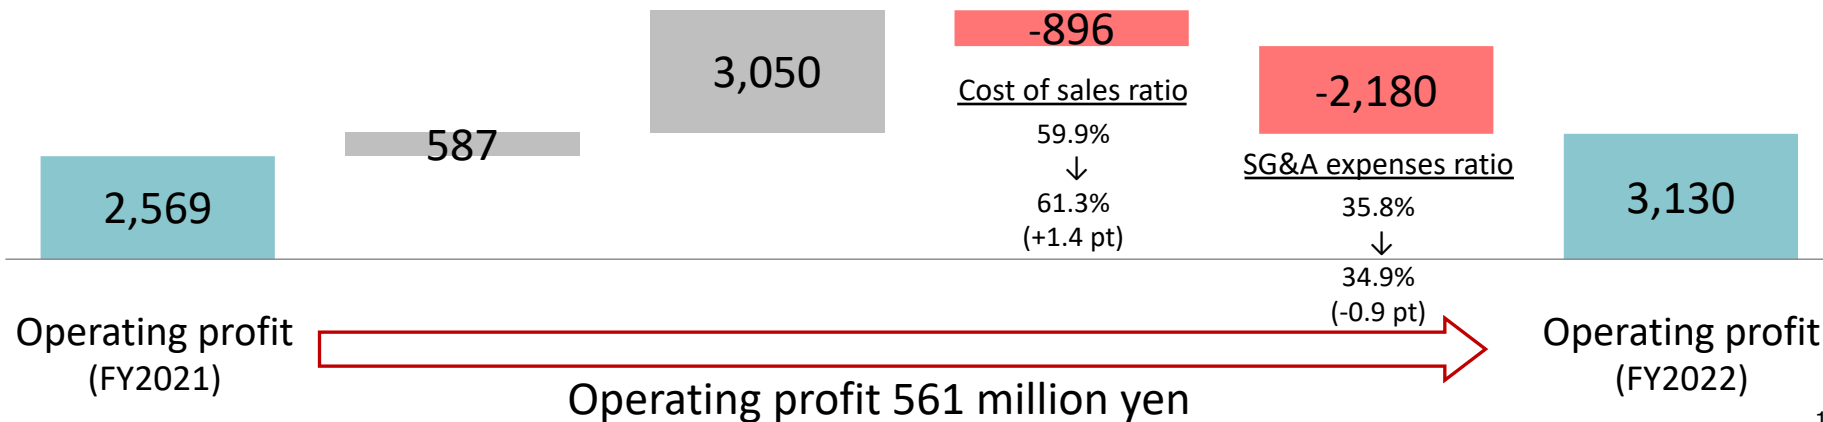 2,569
587
3,050
-896
Cost of sales ratio
59.9%
↓
61.3%
(+1.4 pt)
-2,180
SG&A expenses ratio
35.8%
↓
34.9%
(-0.9 pt)
3,130
Operating profit
(FY2021)
Operating profit 561 million yen
Operating profit
(FY2022)